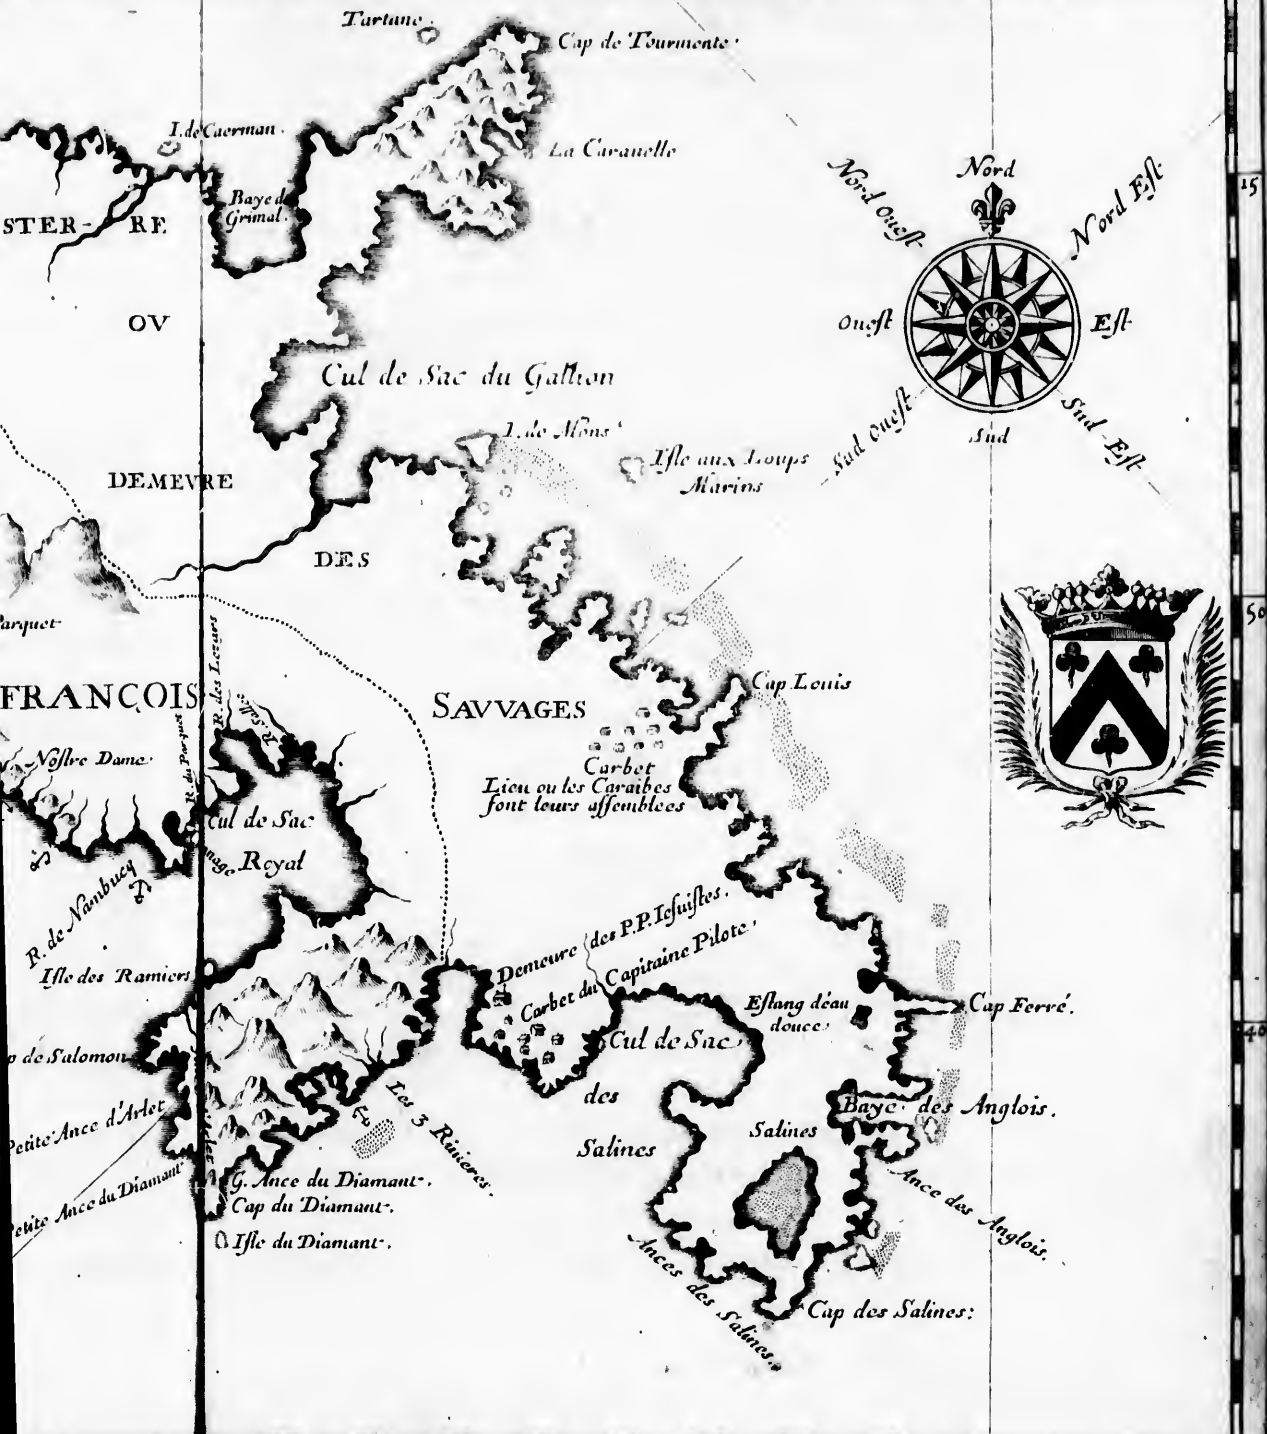 Tartane.
Cap de Tourmente.
I. de Caerman.
La Carauelle
Baye de
Grimal.
STER-RE
OV
DEMEVRE
DES
SAVVAGES
FRANÇOIS
Nord
Nord Eſt
Eſt
Sud-Eſt
Sud
Sud Oueſt
Oueſt
Nord Oueſt
15
50
40
Cul de Sac du Gallion
I. de Mons
Iſle aux Loups
Marins
Cap Louis
Carbet
Lieu ou les Caraibes
font leurs aſſemblees
R. des Lezars
R. Sallée
R. du Parquet
Noſtre Dame.
Cul de Sac
Royal
R. de Nambucq
Iſle des Ramiers
Demeure des P.P. Ieſuiſtes.
Carbet du Capitaine Pilote.
Eſtang déau
douce.
Cap Ferré.
Cul de Sac
des
Salines
de Salomon
Petite Ance d'Arlet
Petite Ance du Diamant
Les 3 Riuieres.
G. Ance du Diamant.
Cap du Diamant.
Iſle du Diamant.
Baye des Anglois.
Salines
Ance des Anglois.
Ances des Salines.
Cap des Salines: